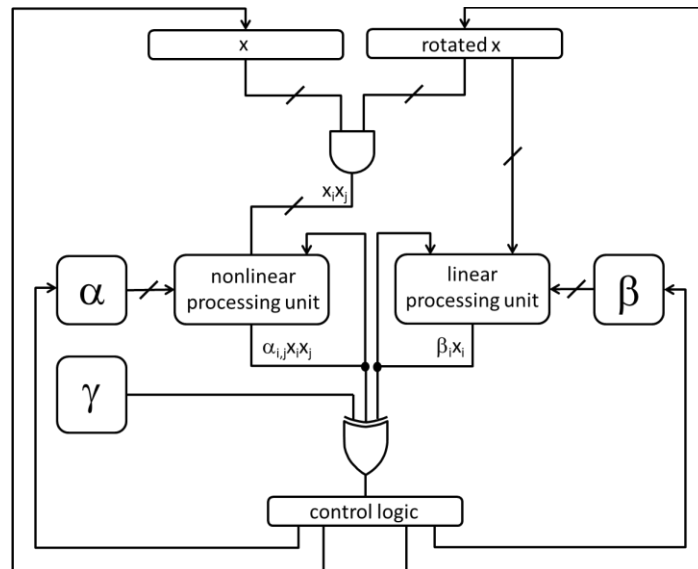 x
rotated x
xᵢxⱼ
α
nonlinear
processing unit
linear
processing unit
β
αᵢ,ⱼxᵢxⱼ
βᵢxᵢ
γ
control logic